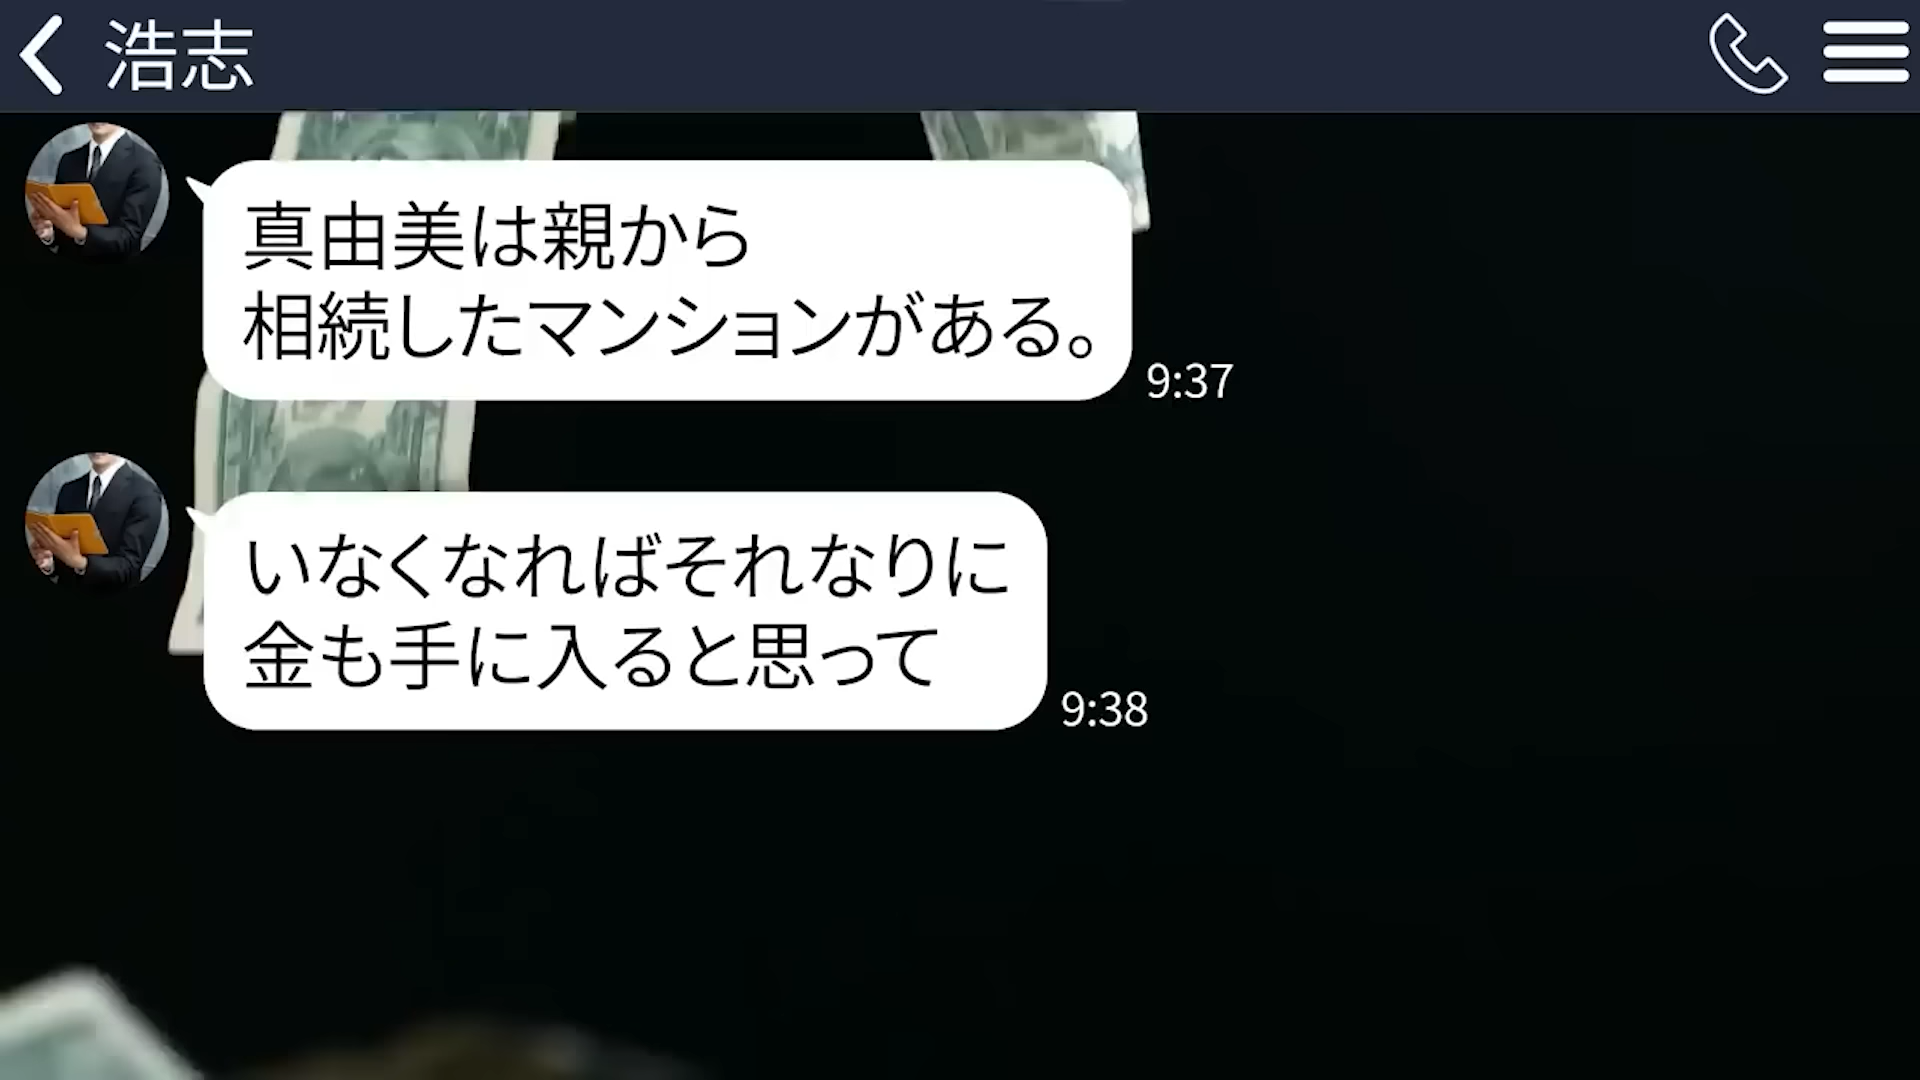 浩志
真由美は親から
相続したマンションがある。
9:37
いなくなればそれなりに
金も手に入ると思って
9:38